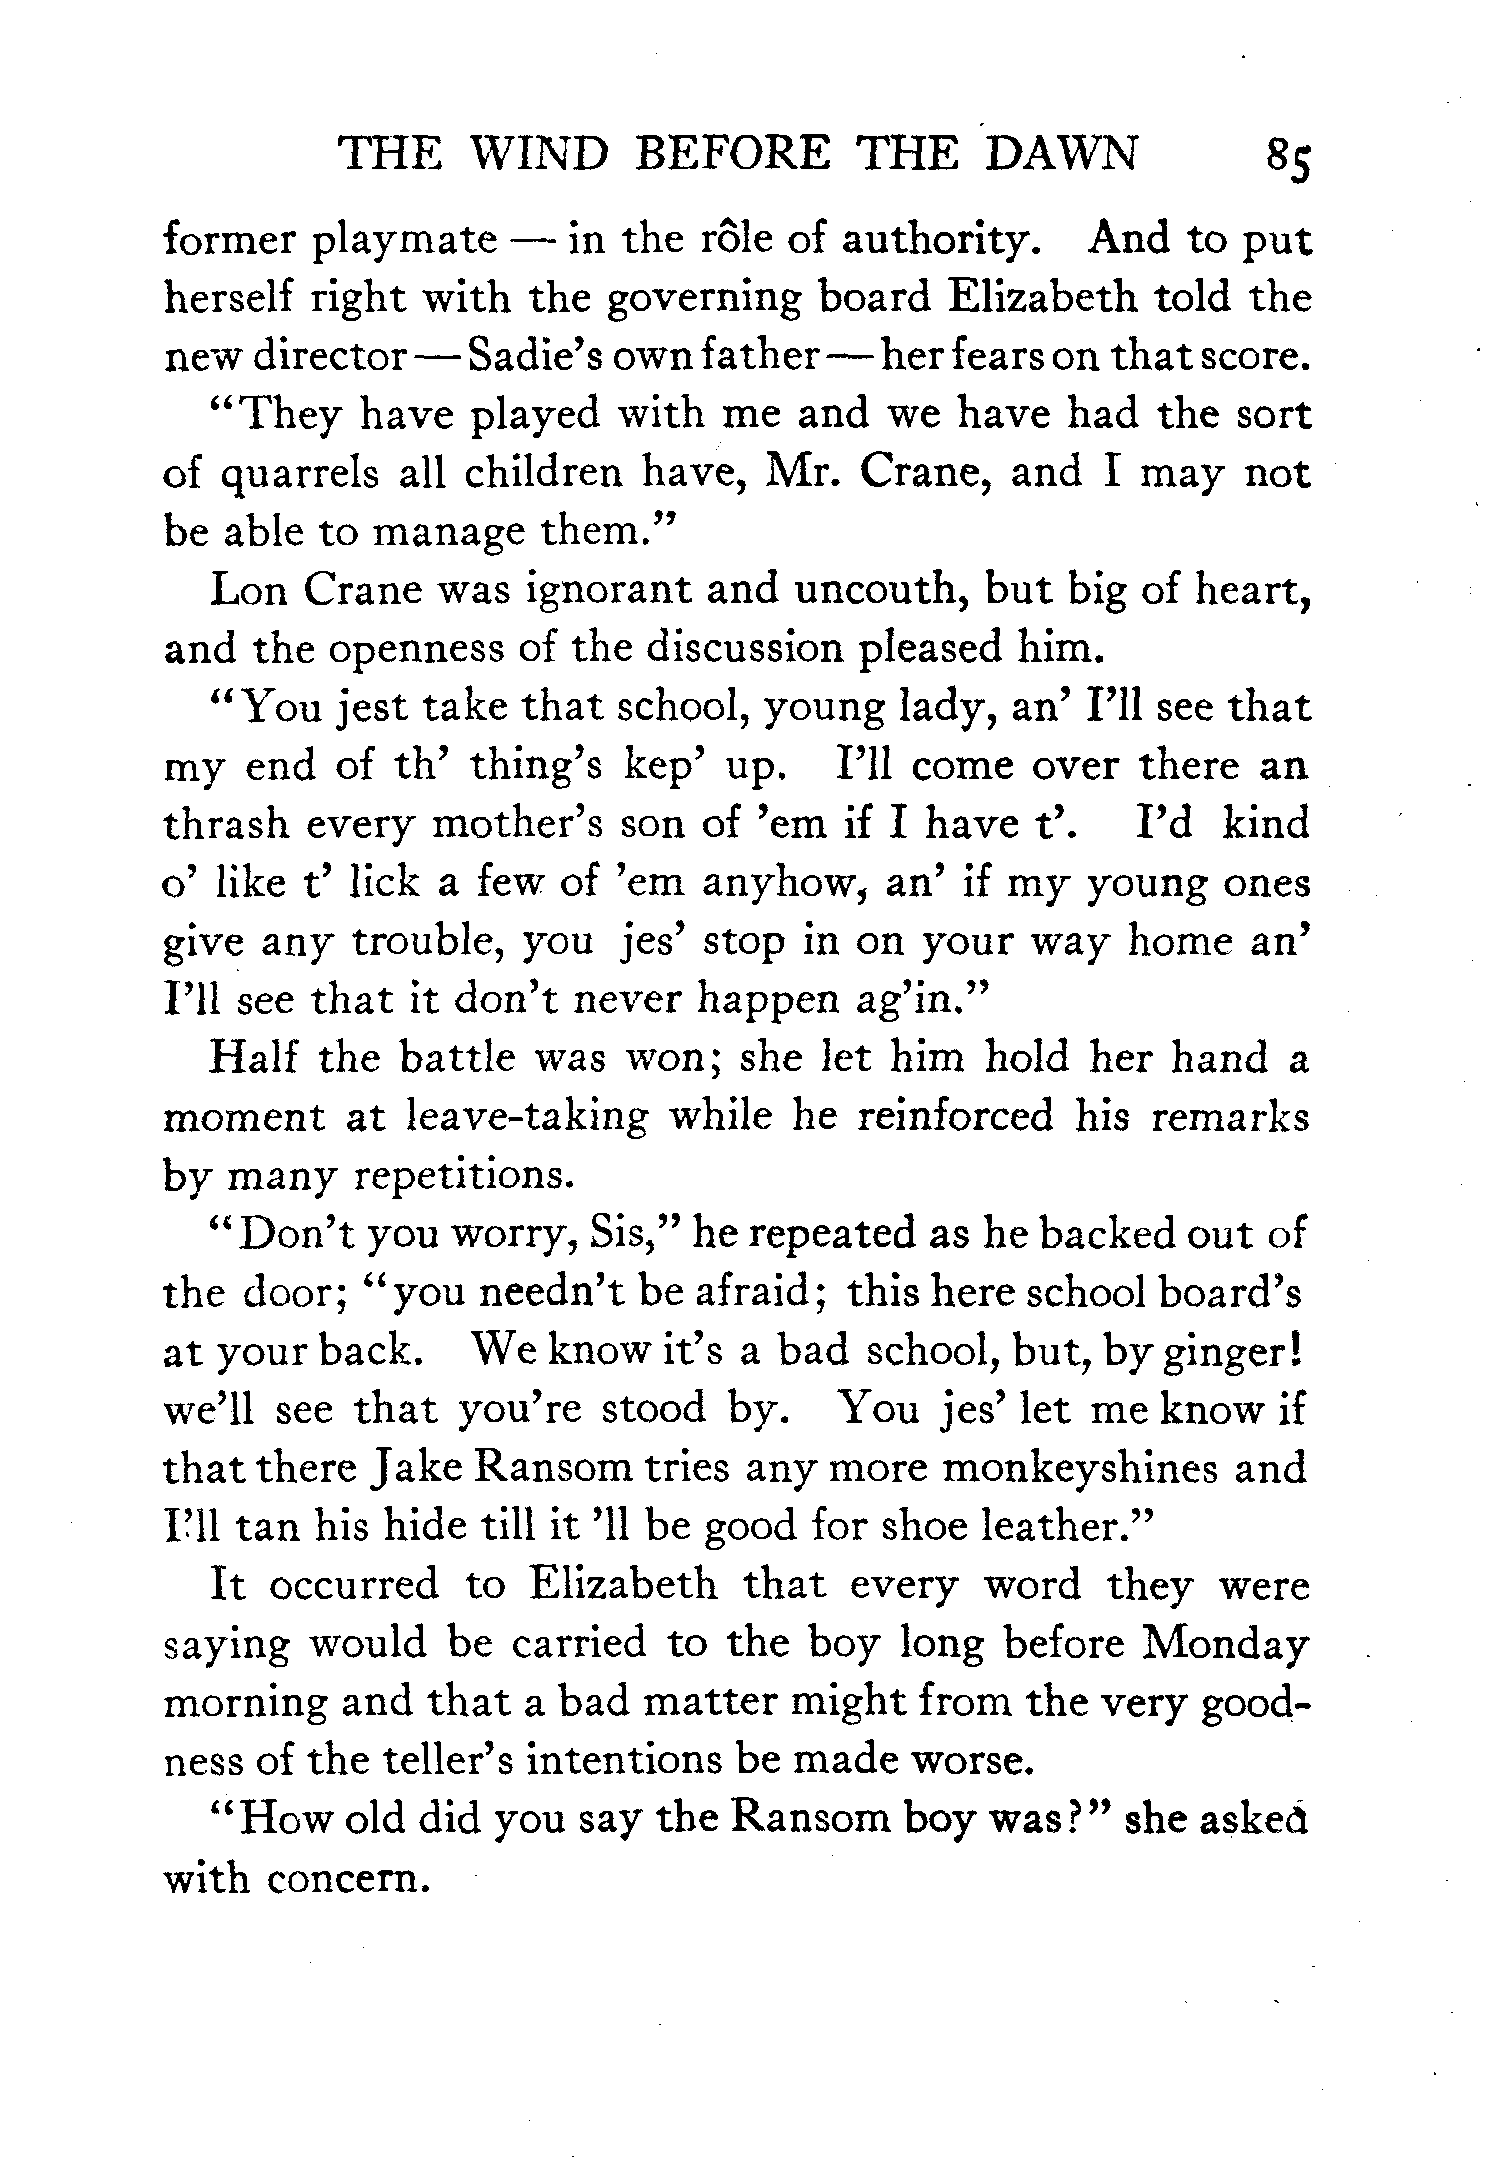 THE WIND BEFORE THE DAWN 85
former playmate — in the rôle of authority. And to put
herself right with the governing board Elizabeth told the
new director — Sadie's own father — her fears on that score.
"They have played with me and we have had the sort
of quarrels all children have, Mr. Crane, and I may not
be able to manage them."
Lon Crane was ignorant and uncouth, but big of heart,
and the openness of the discussion pleased him.
"You jest take that school, young lady, an' I'll see that
my end of th' thing's kep' up. I'll come over there an
thrash every mother's son of 'em if I have t'. I'd kind
o' like t' lick a few of 'em anyhow, an' if my young ones
give any trouble, you jes' stop in on your way home an'
I'll see that it don't never happen ag'in."
Half the battle was won; she let him hold her hand a
moment at leave-taking while he reinforced his remarks
by many repetitions.
"Don't you worry, Sis," he repeated as he backed out of
the door; "you needn't be afraid; this here school board's
at your back. We know it's a bad school, but, by ginger!
we'll see that you're stood by. You jes' let me know if
that there Jake Ransom tries any more monkeyshines and
I'll tan his hide till it 'll be good for shoe leather."
It occurred to Elizabeth that every word they were
saying would be carried to the boy long before Monday
morning and that a bad matter might from the very good-
ness of the teller's intentions be made worse.
"How old did you say the Ransom boy was?" she asked
with concern.